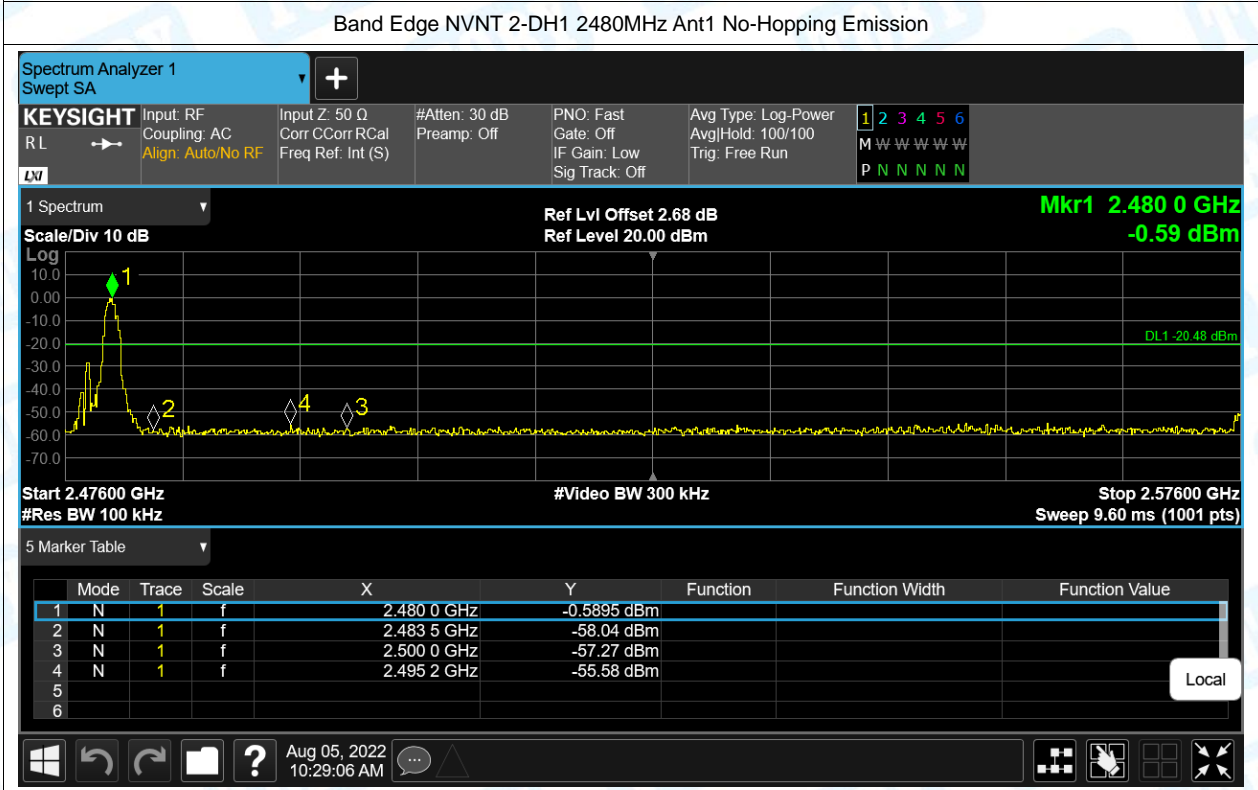 Band Edge NVNT 2-DH1 2480MHz Ant1 No-Hopping Emission
Spectrum Analyzer 1
Swept SA
KEYSIGHT
RL
LXI
Input: RF
Coupling: AC
Align: Auto/No RF
Input Z: 50 Ω
Corr CCorr RCal
Freq Ref: Int (S)
#Atten: 30 dB
Preamp: Off
PNO: Fast
Gate: Off
IF Gain: Low
Sig Track: Off
Avg Type: Log-Power
Avg|Hold: 100/100
Trig: Free Run
1 2 3 4 5 6
M W W W W W
P N N N N N
1 Spectrum
Scale/Div 10 dB
Ref Lvl Offset 2.68 dB
Ref Level 20.00 dBm
Mkr1 2.480 0 GHz
-0.59 dBm
Log
10.0
0.00
-10.0
-20.0
-30.0
-40.0
-50.0
-60.0
-70.0
1
DL1 -20.48 dBm
2
4
3
Start 2.47600 GHz
#Video BW 300 kHz
Stop 2.57600 GHz
#Res BW 100 kHz
Sweep 9.60 ms (1001 pts)
5 Marker Table
Mode Trace Scale X Y Function Function Width Function Value
1 N 1 f 2.480 0 GHz -0.5895 dBm
2 N 1 f 2.483 5 GHz -58.04 dBm
3 N 1 f 2.500 0 GHz -57.27 dBm
4 N 1 f 2.495 2 GHz -55.58 dBm
5
6
Local
?
Aug 05, 2022
10:29:06 AM